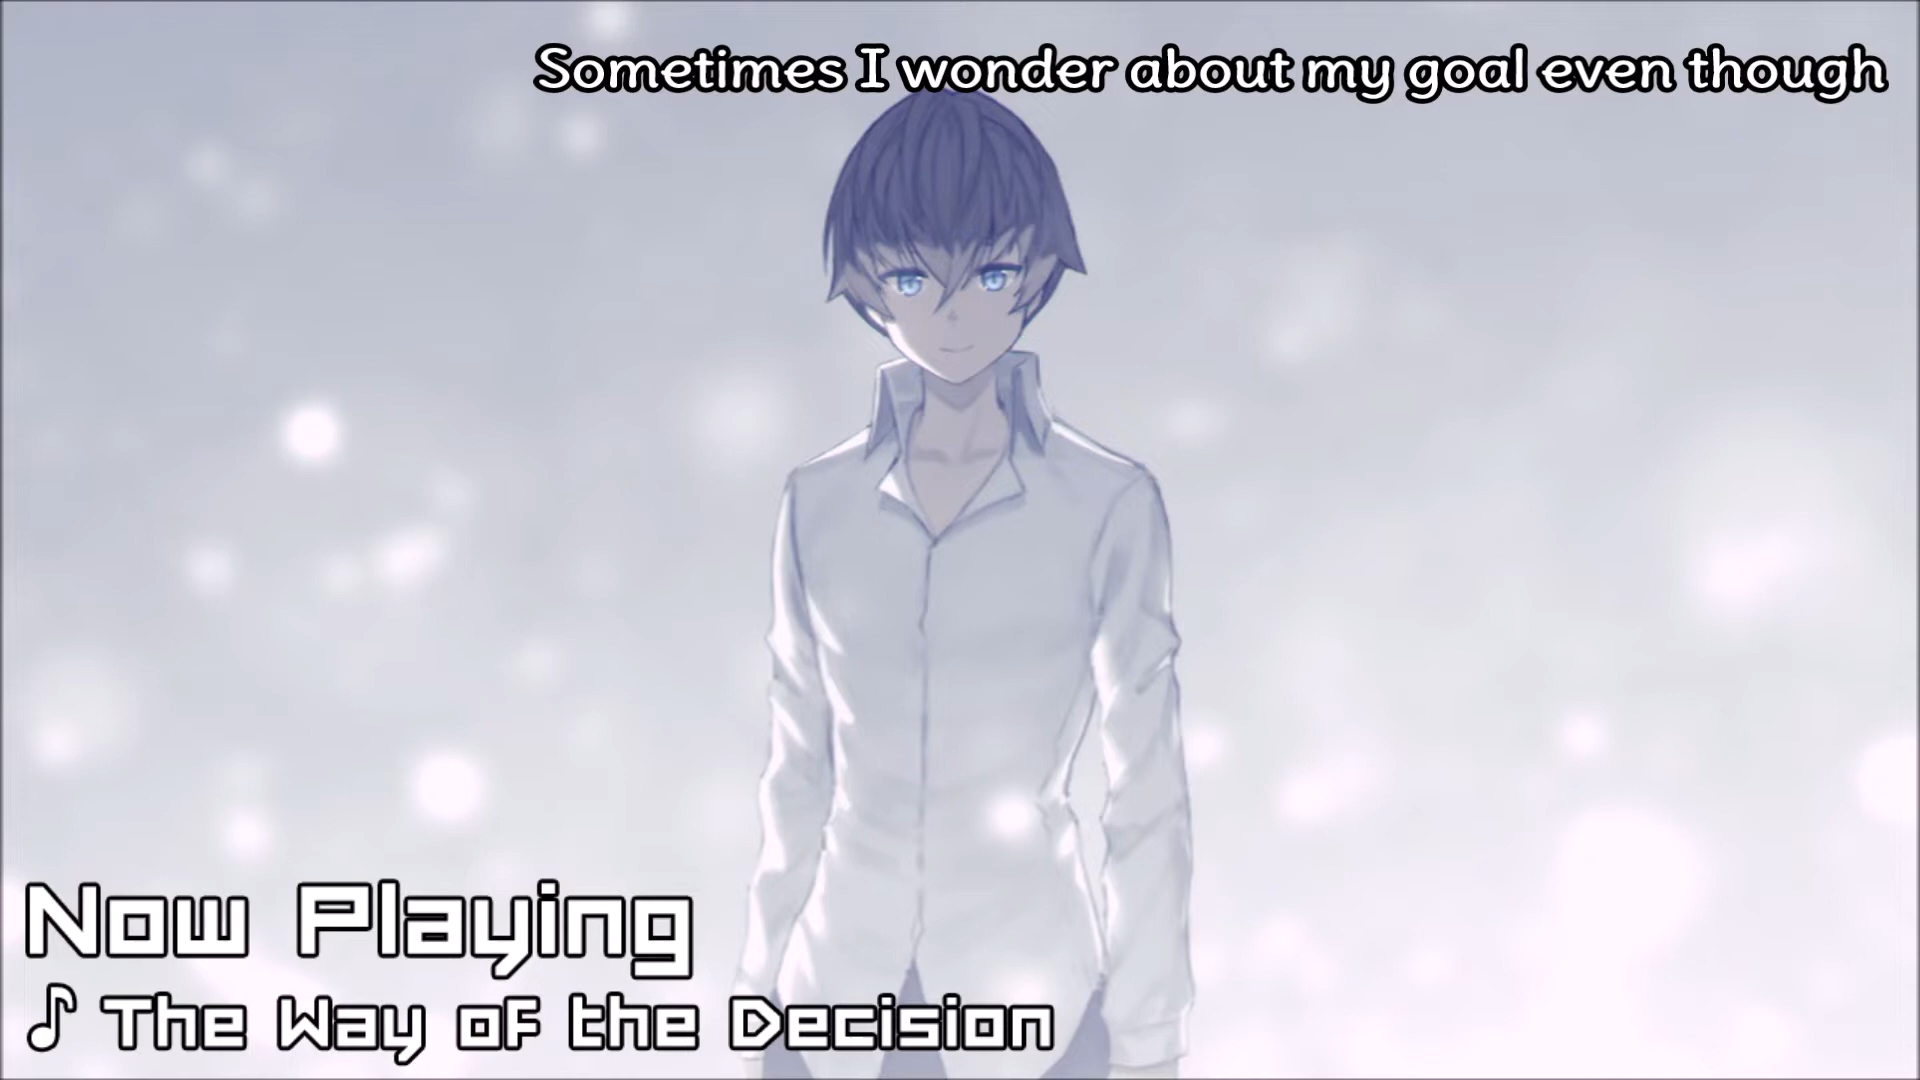 Sometimes I wonder about my goal even though
Now Playing
♪ The Way of the Decision